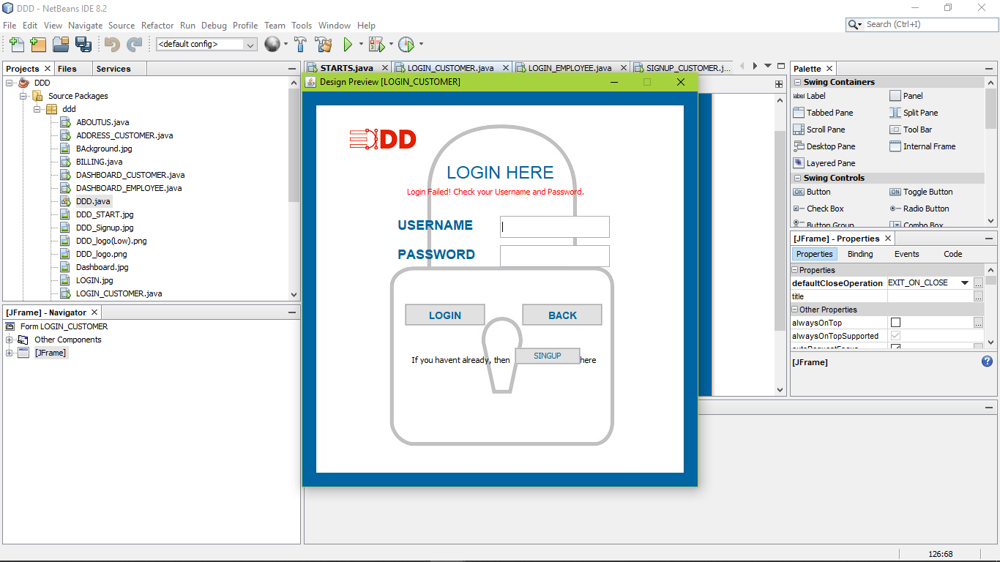 DDD - NetBeans IDE 8.2
File Edit View Navigate Source Refactor Run Debug Profile Team Tools Window Help
Search (Ctrl+I)
<default config>
Projects Files Services
DDD
Source Packages
ddd
ABOUTUS.java
ADDRESS_CUSTOMER.java
BAckground.jpg
BILLING.java
DASHBOARD_CUSTOMER.java
DASHBOARD_EMPLOYEE.java
DDD.java
DDD_START.jpg
DDD_Signup.jpg
DDD_logo(Low).png
DDD_logo.png
Dashboard.jpg
LOGIN.jpg
LOGIN_CUSTOMER.java
[JFrame] - Navigator
Form LOGIN_CUSTOMER
Other Components
[JFrame]
STARTS.java LOGIN_CUSTOMER.java LOGIN_EMPLOYEE.java SIGNUP_CUSTOMER.j...
Design Preview [LOGIN_CUSTOMER]
DDD
LOGIN HERE
Login Failed! Check your Username and Password.
USERNAME
PASSWORD
LOGIN BACK
If you havent already, then SINGUP here
Palette
Swing Containers
Label Panel
Tabbed Pane Split Pane
Scroll Pane Tool Bar
Desktop Pane Internal Frame
Layered Pane
Swing Controls
OK Button ON Toggle Button
Check Box Radio Button
Button Group Combo Box
[JFrame] - Properties
Properties Binding Events Code
Properties
defaultCloseOperation EXIT_ON_CLOSE ...
title ...
Other Properties
alwaysOnTop ...
alwaysOnTopSupported
autoRequestFocus
[JFrame]
126:68